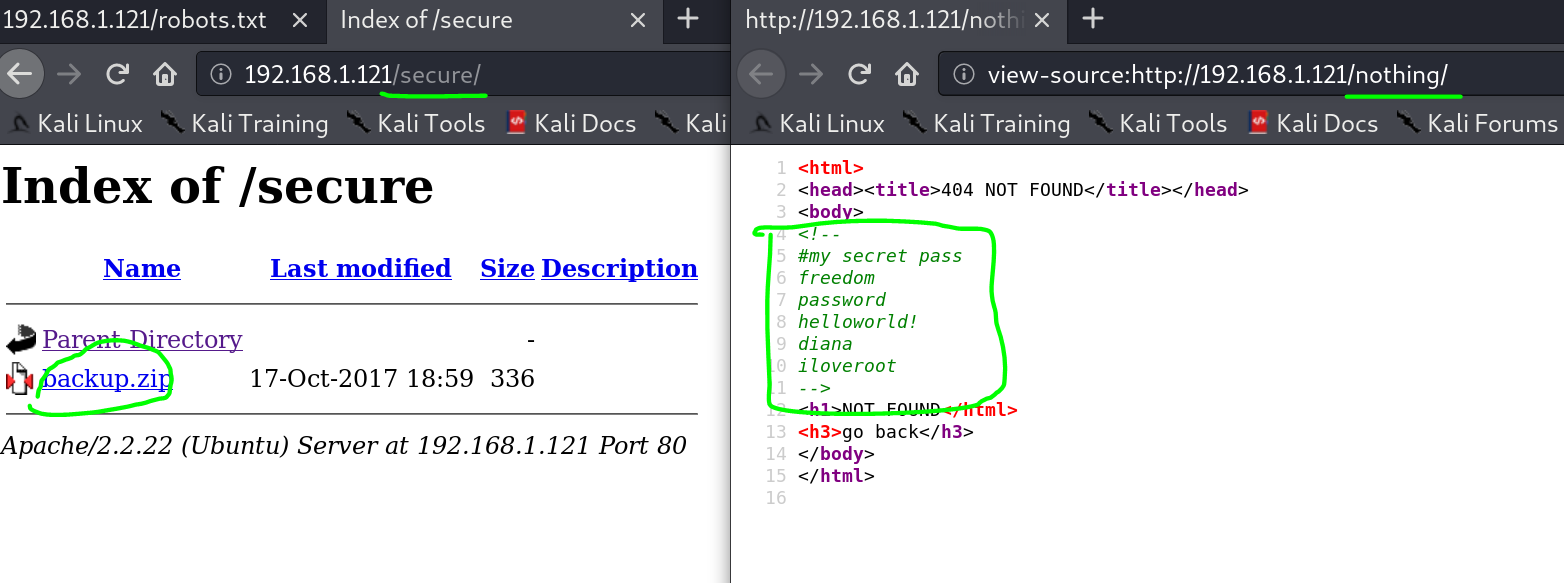 192.168.1.121/robots.txt
Index of /secure
192.168.1.121/secure/
Kali Linux Kali Training Kali Tools Kali Docs Kali
Index of /secure
Name Last modified Size Description
Parent Directory -
backup.zip 17-Oct-2017 18:59 336
Apache/2.2.22 (Ubuntu) Server at 192.168.1.121 Port 80
http://192.168.1.121/nothi
view-source:http://192.168.1.121/nothing/
Kali Linux Kali Training Kali Tools Kali Docs Kali Forums
1 <html>
2 <head><title>404 NOT FOUND</title></head>
3 <body>
4 <!--
5 #my secret pass
6 freedom
7 password
8 helloworld!
9 diana
10 iloveroot
11 -->
12 <h1>NOT FOUND</html>
13 <h3>go back</h3>
14 </body>
15 </html>
16